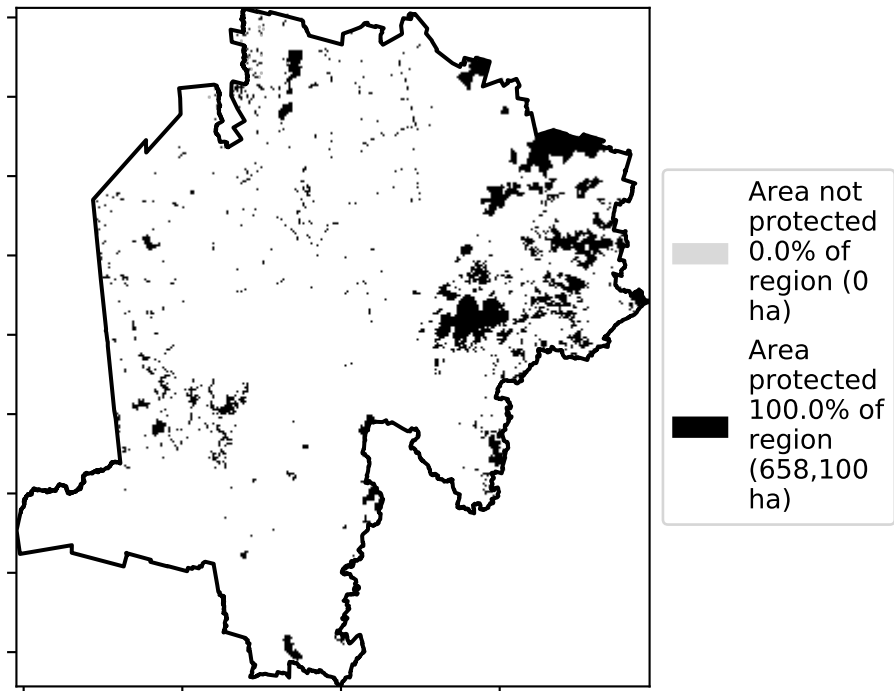 Area not
protected
0.0% of
region (0
ha)
Area
protected
100.0% of
region
(658,100
ha)